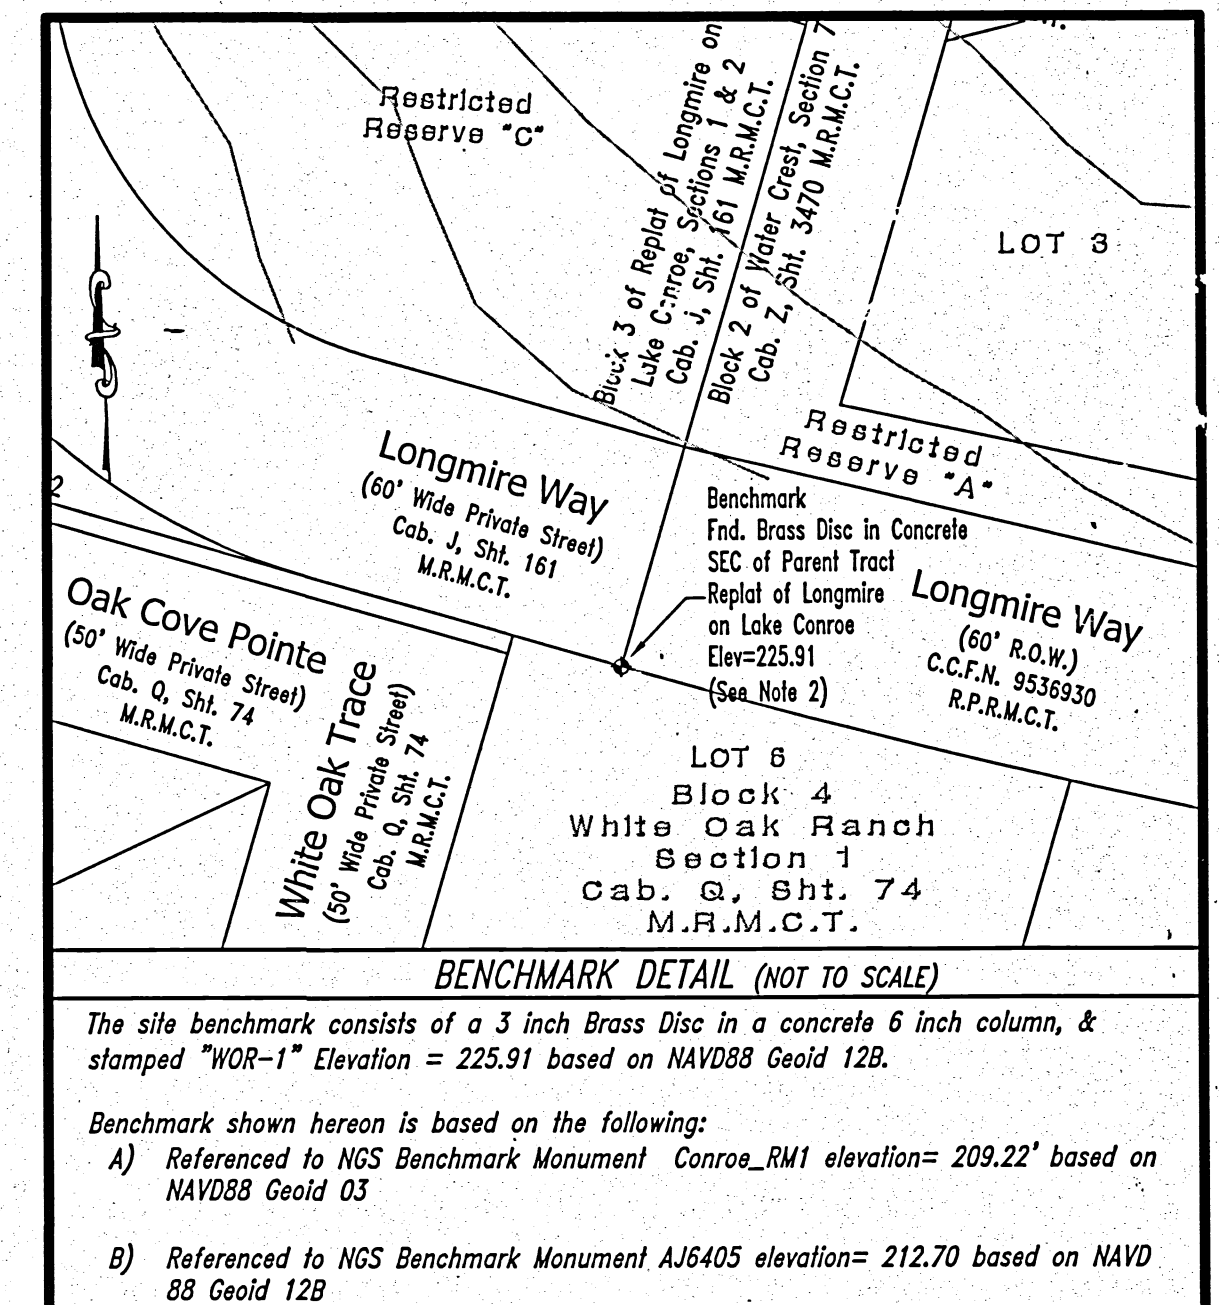 Restricted
Reserve "C"
Block 3 of Replat of Longmire on
Lake Conroe, Sections 1 & 2
Cab. J, Sht. 161 M.R.M.C.T.
Block 2 of Water Crest, Section 7
Cab. Z, Sht. 3470 M.R.M.C.T.
LOT 3
Restricted
Reserve "A"
Longmire Way
(60' Wide Private Street)
Cab. J, Sht. 161
M.R.M.C.T.
Benchmark
Fnd. Brass Disc in Concrete
SEC of Parent Tract
Replat of Longmire
on Lake Conroe
Elev=225.91
(See Note 2)
Longmire Way
(60' R.O.W.)
C.C.F.N. 9536930
R.P.R.M.C.T.
2
Oak Cove Pointe
(50' Wide Private Street)
Cab. Q, Sht. 74
M.R.M.C.T.
White Oak Trace
(50' Wide Private Street)
Cab. Q, Sht. 74
M.R.M.C.T.
LOT 6
Block 4
White Oak Ranch
Section 1
Cab. Q, Sht. 74
M.R.M.C.T.
BENCHMARK DETAIL (NOT TO SCALE)
The site benchmark consists of a 3 inch Brass Disc in a concrete 6 inch column, &
stamped "WOR-1" Elevation = 225.91 based on NAVD88 Geoid 12B.
Benchmark shown hereon is based on the following:
A) Referenced to NGS Benchmark Monument Conroe_RM1 elevation= 209.22' based on
NAVD88 Geoid 03
B) Referenced to NGS Benchmark Monument AJ6405 elevation= 212.70 based on NAVD
88 Geoid 12B